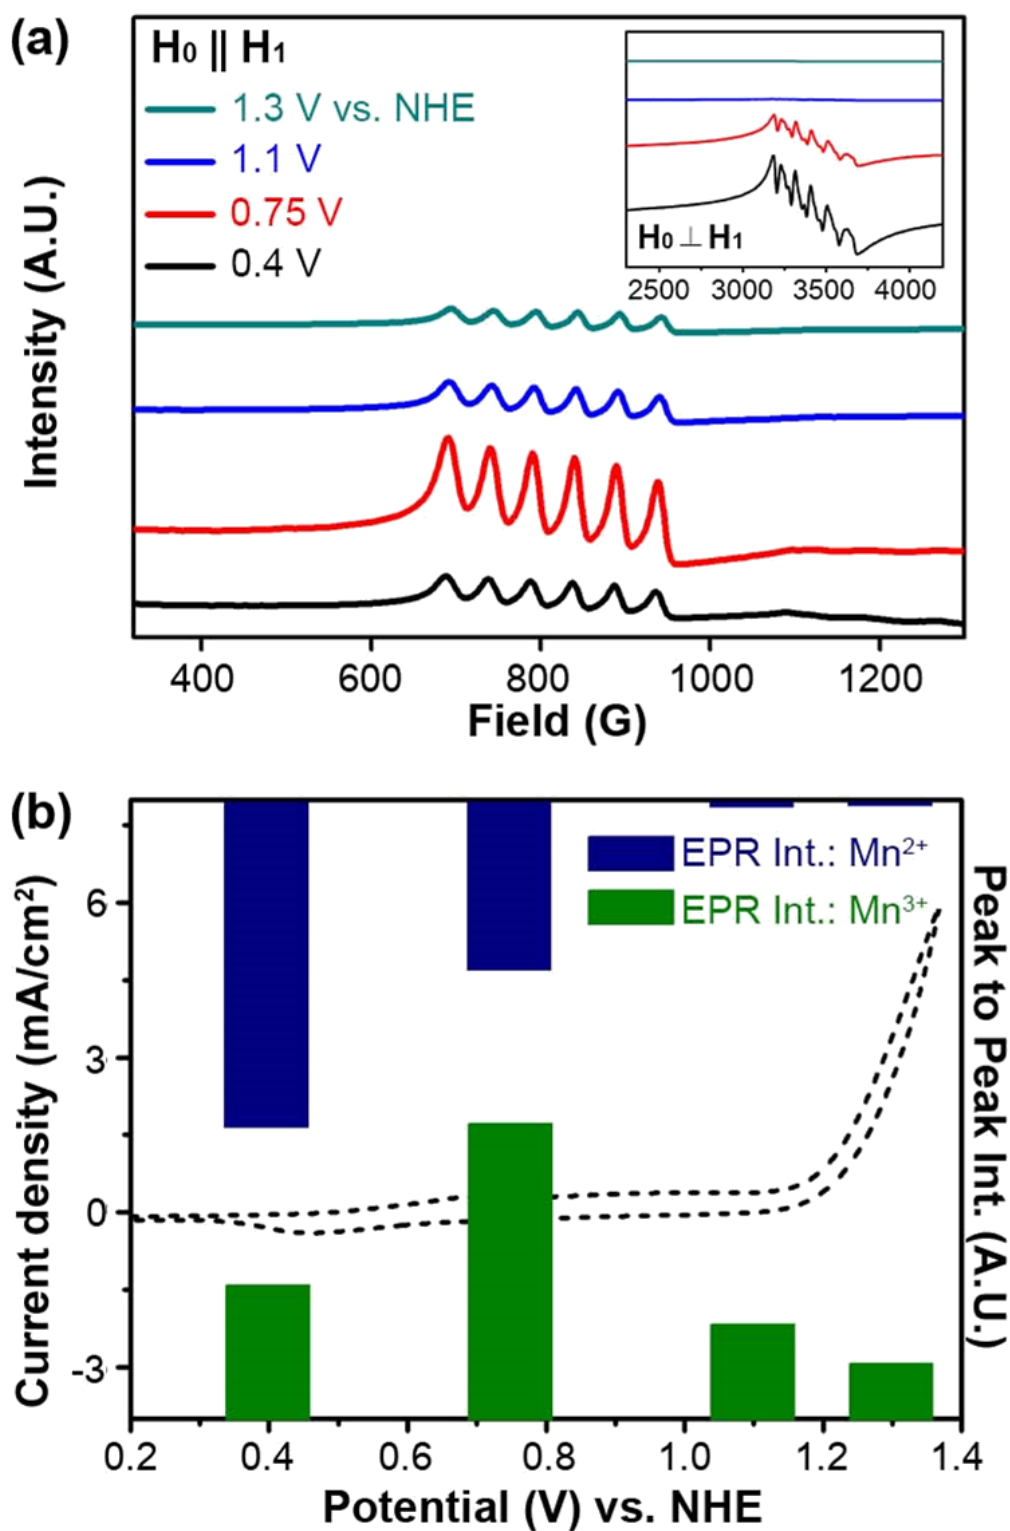 (a)
H₀ || H₁
1.3 V vs. NHE
1.1 V
0.75 V
0.4 V
H₀ ⊥ H₁
2500 3000 3500 4000
Intensity (A.U.)
400 600 800 1000 1200
Field (G)
(b)
EPR Int.: Mn²⁺
EPR Int.: Mn³⁺
6
3
0
-3
Current density (mA/cm²)
Peak to Peak Int. (A.U.)
0.2 0.4 0.6 0.8 1.0 1.2 1.4
Potential (V) vs. NHE